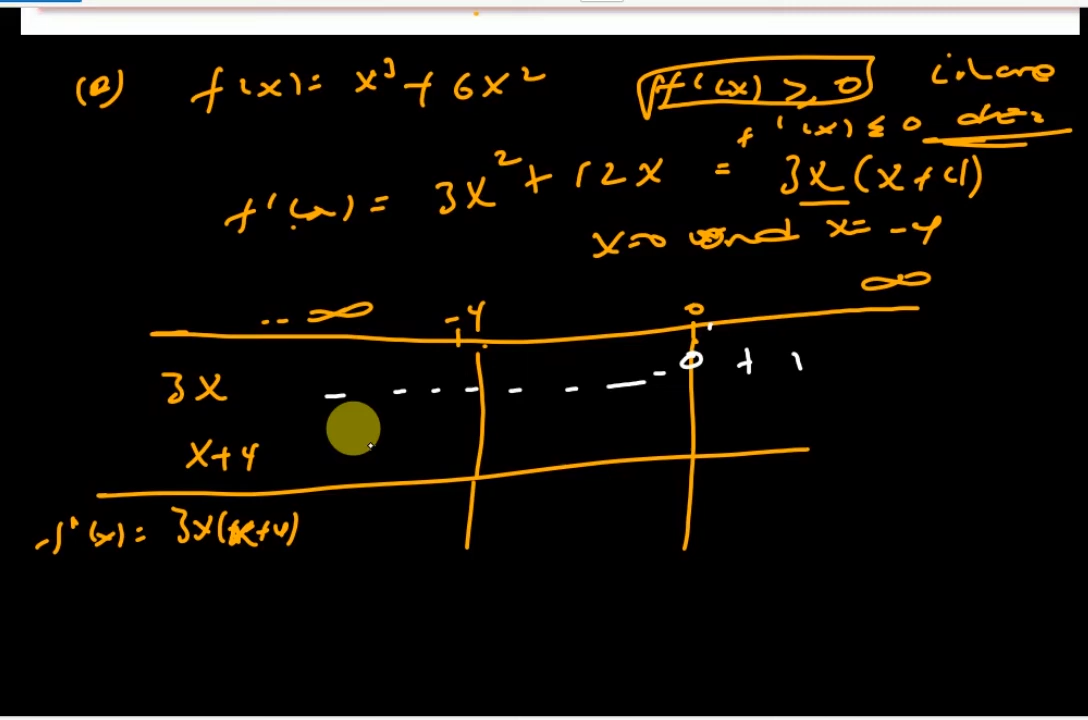 (a) f(x) = x³ + 6x² f'(x) ≥ 0
f'(x) ≤ 0
f'(x) = 3x² + 12x = 3x(x+4)
x=0 and x=-4
-∞ -4 0 ∞
3x - - - - - - - - 0 +
x+4
f'(x) = 3x(x+4)